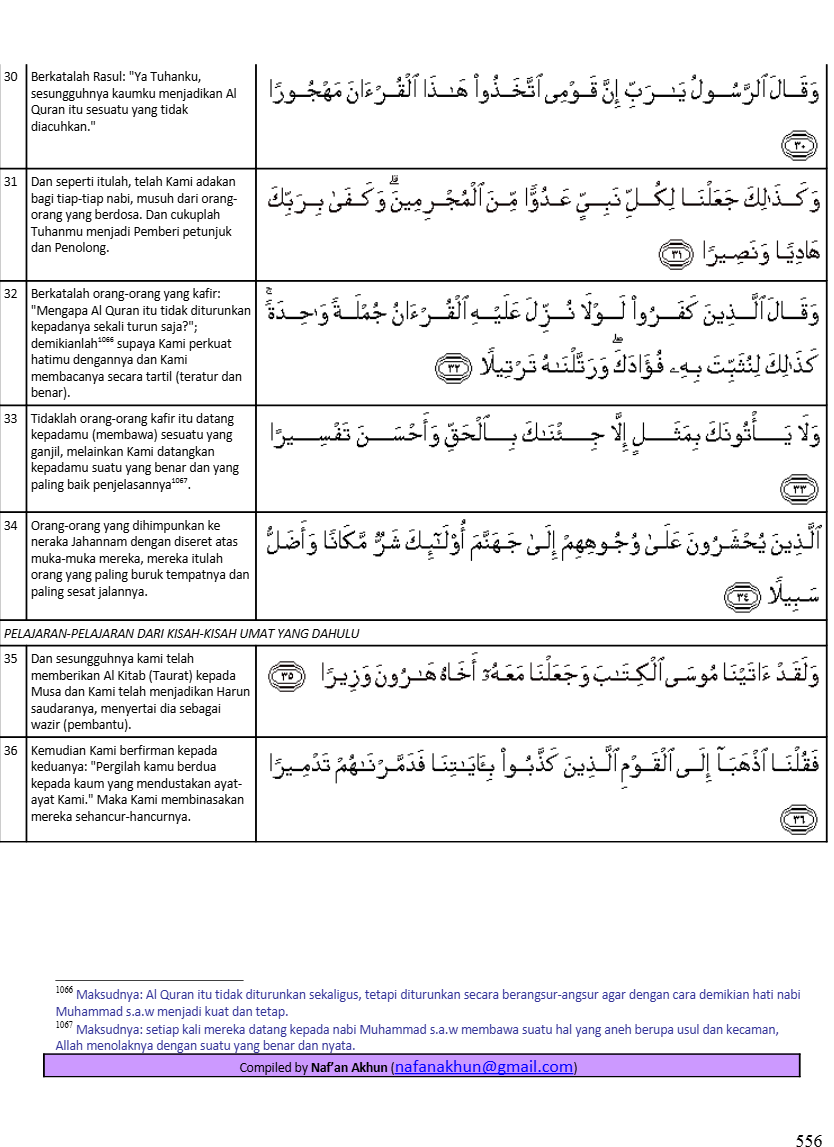 30 Berkatalah Rasul: "Ya Tuhanku,
sesungguhnya kaumku menjadikan Al
Quran itu sesuatu yang tidak
diacuhkan."
وَقَالَ ٱلرَّسُولُ يَـٰرَبِّ إِنَّ قَوْمِى ٱتَّخَذُوا۟ هَـٰذَا ٱلْقُرْءَانَ مَهْجُورًا
٣٠
31 Dan seperti itulah, telah Kami adakan
bagi tiap-tiap nabi, musuh dari orang-
orang yang berdosa. Dan cukuplah
Tuhanmu menjadi Pemberi petunjuk
dan Penolong.
وَكَذَٰلِكَ جَعَلْنَا لِكُلِّ نَبِىٍّ عَدُوًّا مِّنَ ٱلْمُجْرِمِينَ ۗ وَكَفَىٰ بِرَبِّكَ
هَادِيًا وَنَصِيرًا ٣١
32 Berkatalah orang-orang yang kafir:
"Mengapa Al Quran itu tidak diturunkan
kepadanya sekali turun saja?";
demikianlah1066 supaya Kami perkuat
hatimu dengannya dan Kami
membacanya secara tartil (teratur dan
benar).
وَقَالَ ٱلَّذِينَ كَفَرُوا۟ لَوْلَا نُزِّلَ عَلَيْهِ ٱلْقُرْءَانُ جُمْلَةً وَٰحِدَةً ۚ
كَذَٰلِكَ لِنُثَبِّتَ بِهِۦ فُؤَادَكَ ۖ وَرَتَّلْنَـٰهُ تَرْتِيلًا ٣٢
33 Tidaklah orang-orang kafir itu datang
kepadamu (membawa) sesuatu yang
ganjil, melainkan Kami datangkan
kepadamu suatu yang benar dan yang
paling baik penjelasannya1067.
وَلَا يَأْتُونَكَ بِمَثَلٍ إِلَّا جِئْنَـٰكَ بِٱلْحَقِّ وَأَحْسَنَ تَفْسِيرًا
٣٣
34 Orang-orang yang dihimpunkan ke
neraka Jahannam dengan diseret atas
muka-muka mereka, mereka itulah
orang yang paling buruk tempatnya dan
paling sesat jalannya.
ٱلَّذِينَ يُحْشَرُونَ عَلَىٰ وُجُوهِهِمْ إِلَىٰ جَهَنَّمَ أُو۟لَـٰٓئِكَ شَرٌّ مَّكَانًا وَأَضَلُّ
سَبِيلًا ٣٤
PELAJARAN-PELAJARAN DARI KISAH-KISAH UMAT YANG DAHULU
35 Dan sesungguhnya kami telah
memberikan Al Kitab (Taurat) kepada
Musa dan Kami telah menjadikan Harun
saudaranya, menyertai dia sebagai
wazir (pembantu).
وَلَقَدْ ءَاتَيْنَا مُوسَى ٱلْكِتَـٰبَ وَجَعَلْنَا مَعَهُۥٓ أَخَاهُ هَـٰرُونَ وَزِيرًا ٣٥
36 Kemudian Kami berfirman kepada
keduanya: "Pergilah kamu berdua
kepada kaum yang mendustakan ayat-
ayat Kami." Maka Kami membinasakan
mereka sehancur-hancurnya.
فَقُلْنَا ٱذْهَبَآ إِلَى ٱلْقَوْمِ ٱلَّذِينَ كَذَّبُوا۟ بِـَٔايَـٰتِنَا فَدَمَّرْنَـٰهُمْ تَدْمِيرًا
٣٦
1066 Maksudnya: Al Quran itu tidak diturunkan sekaligus, tetapi diturunkan secara berangsur-angsur agar dengan cara demikian hati nabi
Muhammad s.a.w menjadi kuat dan tetap.
1067 Maksudnya: setiap kali mereka datang kepada nabi Muhammad s.a.w membawa suatu hal yang aneh berupa usul dan kecaman,
Allah menolaknya dengan suatu yang benar dan nyata.
Compiled by Naf'an Akhun (nafanakhun@gmail.com)
556